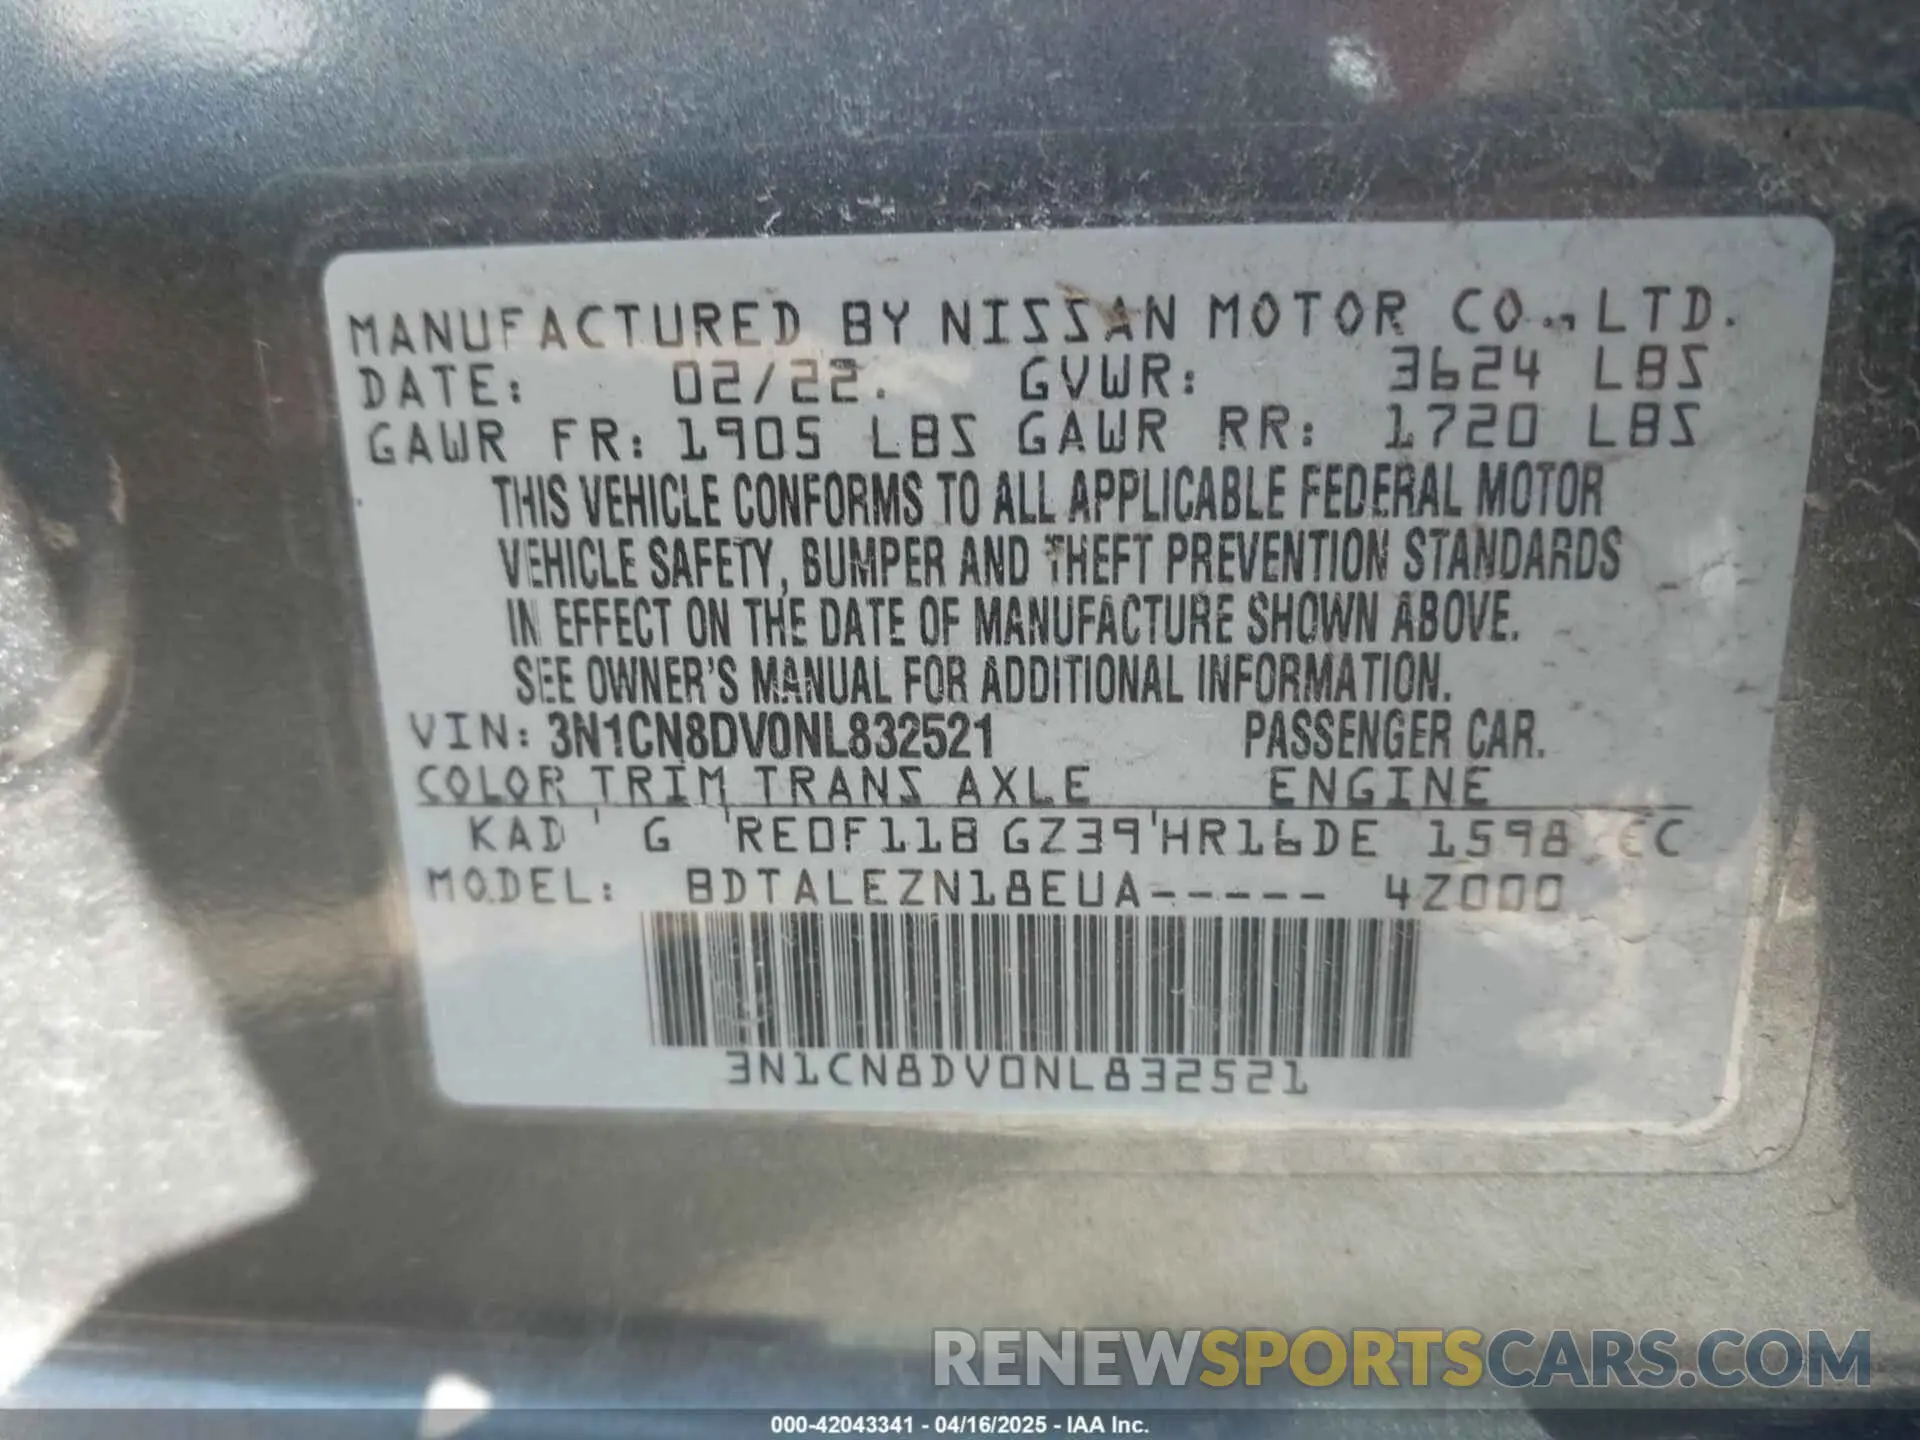 MANUFACTURED BY NISSAN MOTOR CO., LTD.
DATE: 02/22. GVWR: 3624 LBS
GAWR FR: 1905 LBS GAWR RR: 1720 LBS
THIS VEHICLE CONFORMS TO ALL APPLICABLE FEDERAL MOTOR
VEHICLE SAFETY, BUMPER AND THEFT PREVENTION STANDARDS
IN EFFECT ON THE DATE OF MANUFACTURE SHOWN ABOVE.
SEE OWNER'S MANUAL FOR ADDITIONAL INFORMATION.
VIN: 3N1CN8DV0NL832521 PASSENGER CAR.
COLOR TRIM TRANS AXLE ENGINE
KAD ' G 'RE0F11B GZ39'HR16DE 1598 CC
MODEL: BDTALEZN18EUA----- 4Z000
3N1CN8DV0NL832521
RENEWSPORTSCARS.COM
000-42043341 - 04/16/2025 - IAA Inc.